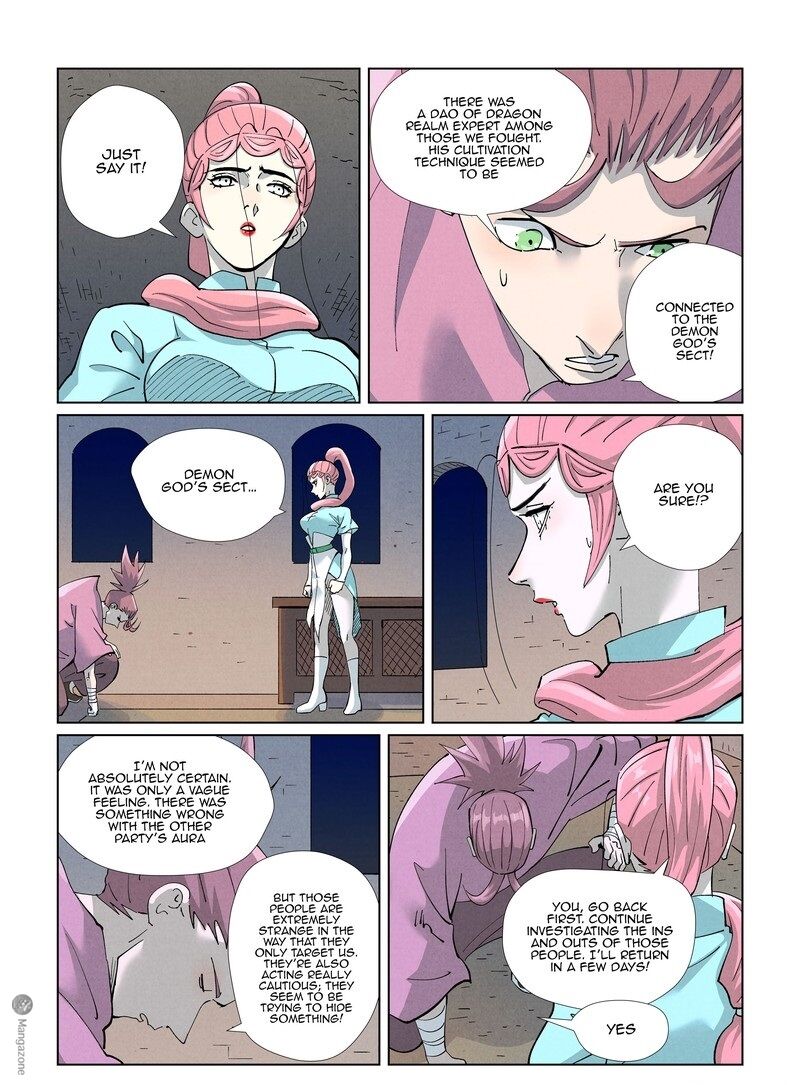 JUST
SAY IT!
THERE WAS
A DAO OF DRAGON
REALM EXPERT AMONG
THOSE WE FOUGHT.
HIS CULTIVATION
TECHNIQUE SEEMED
TO BE
CONNECTED
TO THE
DEMON
GOD'S
SECT!
DEMON
GOD'S SECT...
ARE YOU
SURE!?
I'M NOT
ABSOLUTELY CERTAIN.
IT WAS ONLY A VAGUE
FEELING. THERE WAS
SOMETHING WRONG
WITH THE OTHER
PARTY'S AURA
BUT THOSE
PEOPLE ARE
EXTREMELY
STRANGE IN THE
WAY THAT THEY
ONLY TARGET US.
THEY'RE ALSO
ACTING REALLY
CAUTIOUS; THEY
SEEM TO BE
TRYING TO HIDE
SOMETHING!
YOU, GO BACK
FIRST. CONTINUE
INVESTIGATING THE INS
AND OUTS OF THOSE
PEOPLE. I'LL RETURN
IN A FEW DAYS!
YES
Mangazone